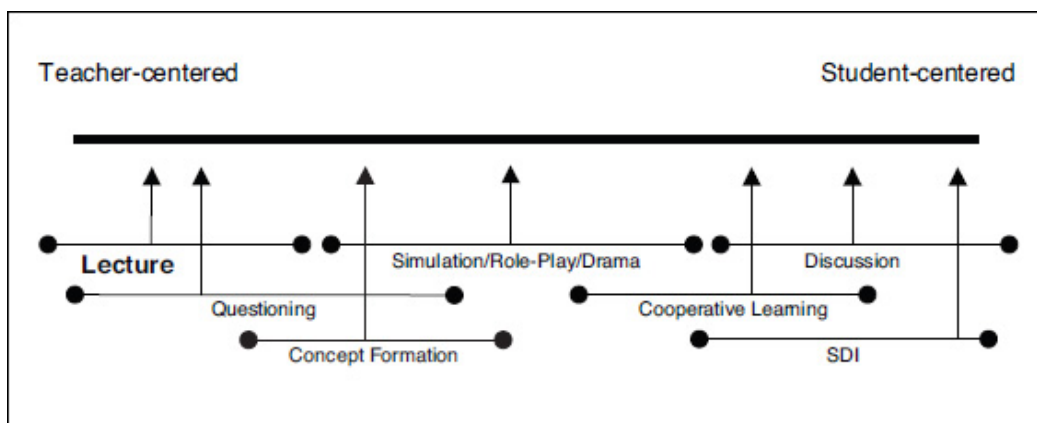 Teacher-centered
Student-centered
Lecture
Simulation/Role-Play/Drama
Discussion
Questioning
Cooperative Learning
Concept Formation
SDI